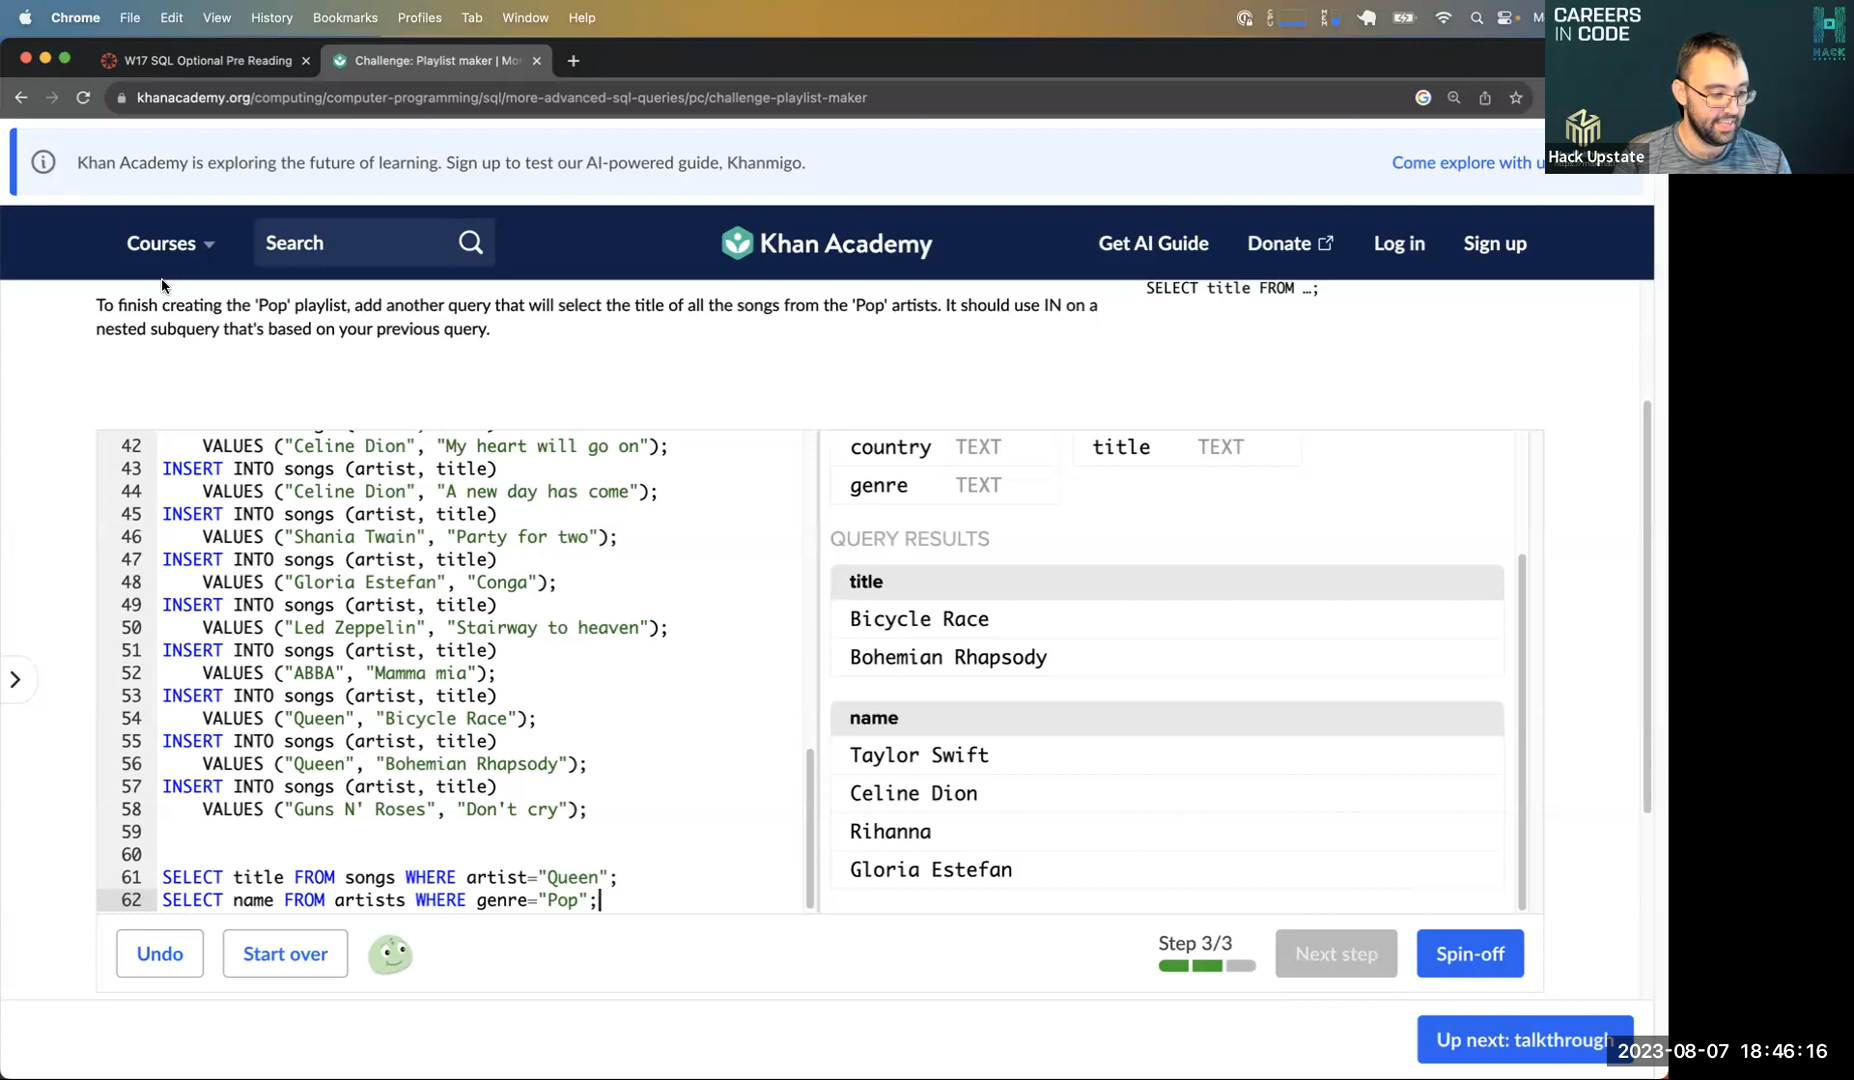 Chrome File Edit View History Bookmarks Profiles Tab Window Help
CAREERS
IN CODE
HACK
UPSTATE
W17 SQL Optional Pre Reading
Challenge: Playlist maker | Mo
khanacademy.org/computing/computer-programming/sql/more-advanced-sql-queries/pc/challenge-playlist-maker
Hack Upstate
Khan Academy is exploring the future of learning. Sign up to test our AI-powered guide, Khanmigo.
Come explore with u
Courses Search Khan Academy Get AI Guide Donate Log in Sign up
To finish creating the 'Pop' playlist, add another query that will select the title of all the songs from the 'Pop' artists. It should use IN on a
nested subquery that's based on your previous query.
SELECT title FROM …;
42 VALUES ("Celine Dion", "My heart will go on");
43 INSERT INTO songs (artist, title)
44 VALUES ("Celine Dion", "A new day has come");
45 INSERT INTO songs (artist, title)
46 VALUES ("Shania Twain", "Party for two");
47 INSERT INTO songs (artist, title)
48 VALUES ("Gloria Estefan", "Conga");
49 INSERT INTO songs (artist, title)
50 VALUES ("Led Zeppelin", "Stairway to heaven");
51 INSERT INTO songs (artist, title)
52 VALUES ("ABBA", "Mamma mia");
53 INSERT INTO songs (artist, title)
54 VALUES ("Queen", "Bicycle Race");
55 INSERT INTO songs (artist, title)
56 VALUES ("Queen", "Bohemian Rhapsody");
57 INSERT INTO songs (artist, title)
58 VALUES ("Guns N' Roses", "Don't cry");
59
60
61 SELECT title FROM songs WHERE artist="Queen";
62 SELECT name FROM artists WHERE genre="Pop";
country TEXT
genre TEXT
title TEXT
QUERY RESULTS
title
Bicycle Race
Bohemian Rhapsody
name
Taylor Swift
Celine Dion
Rihanna
Gloria Estefan
Undo Start over Step 3/3 Next step Spin-off
Up next: talkthrough
2023-08-07 18:46:16